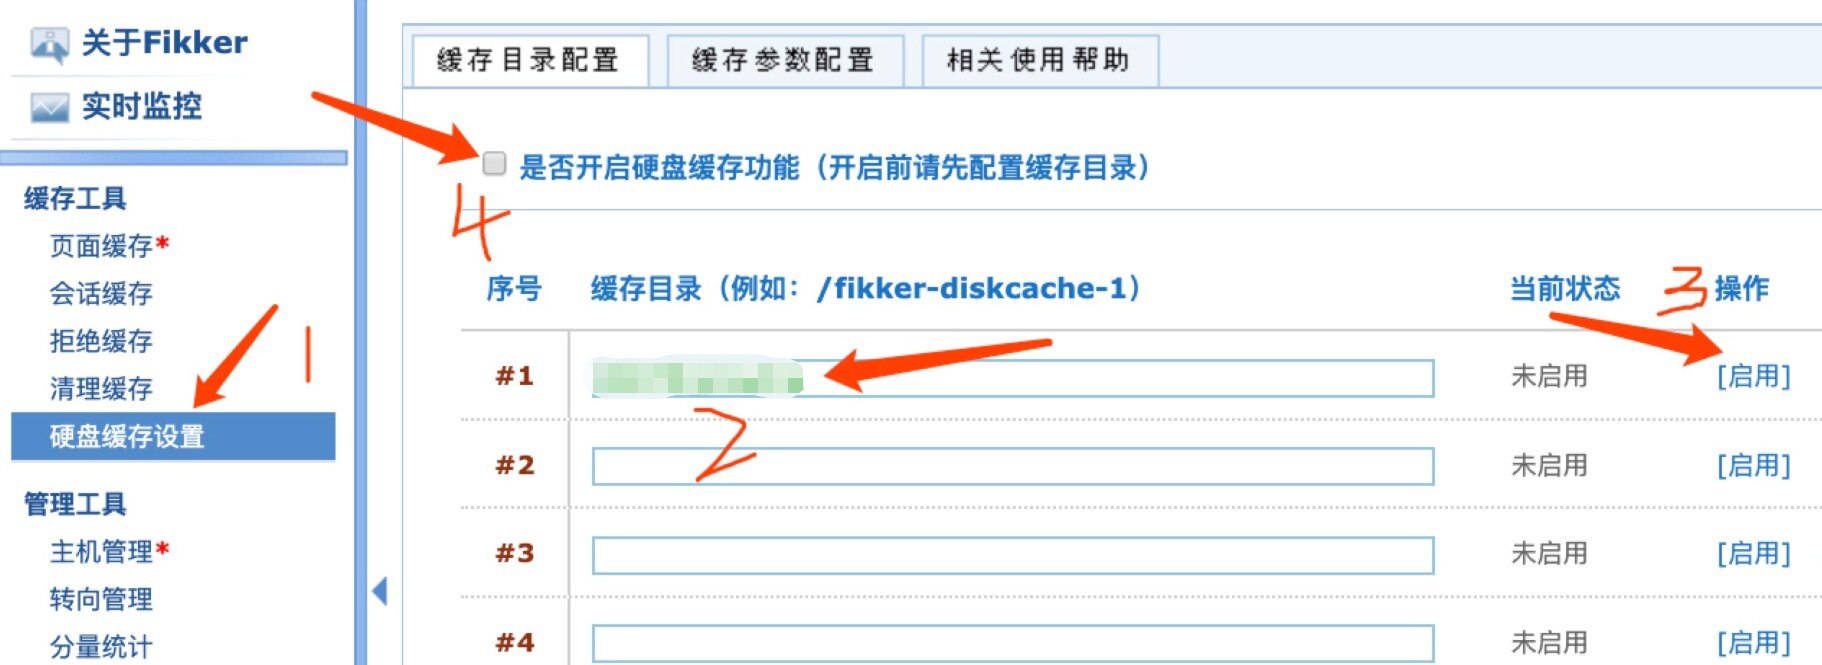 关于Fikker
实时监控
缓存工具
页面缓存*
会话缓存
拒绝缓存
清理缓存
硬盘缓存设置
管理工具
主机管理*
转向管理
分量统计
1
缓存目录配置 缓存参数配置 相关使用帮助
是否开启硬盘缓存功能（开启前请先配置缓存目录）
4
序号 缓存目录（例如：/fikker-diskcache-1） 当前状态 3 操作
#1 未启用 [启用]
2
#2 未启用 [启用]
#3 未启用 [启用]
#4 未启用 [启用]